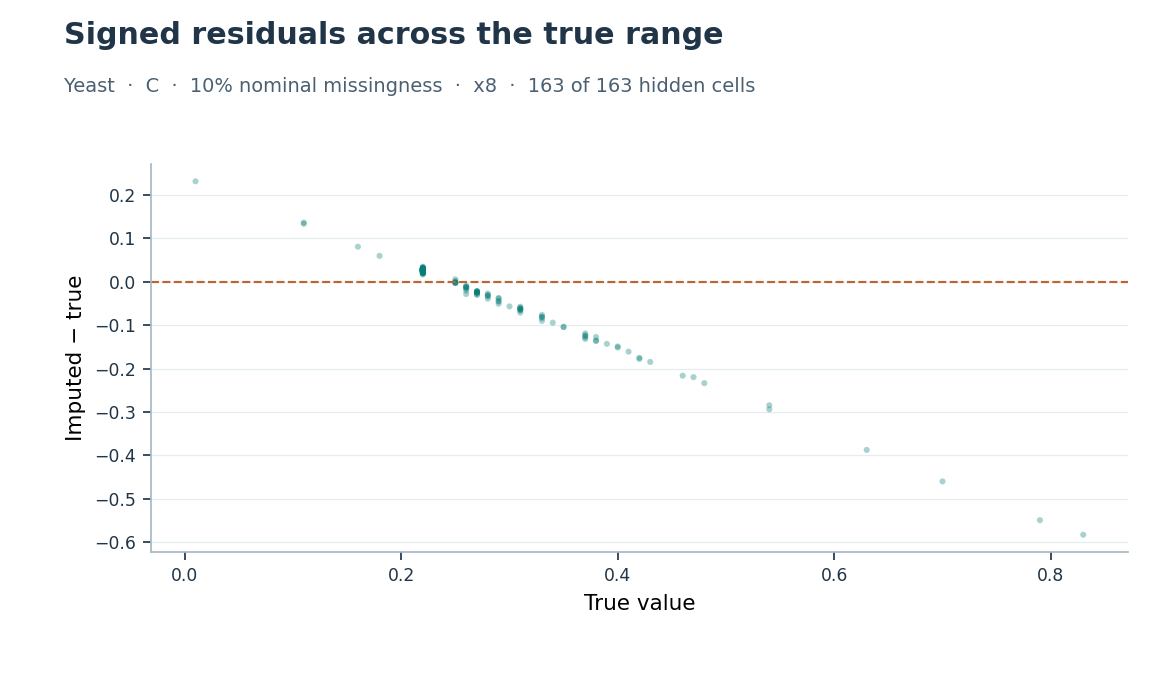 Signed residuals across the true range
Yeast · C · 10% nominal missingness · x8 · 163 of 163 hidden cells
Imputed − true
0.2
0.1
0.0
−0.1
−0.2
−0.3
−0.4
−0.5
−0.6
0.0 0.2 0.4 0.6 0.8
True value